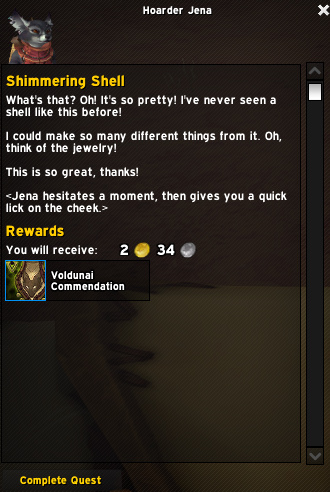 Hoarder Jena
Shimmering Shell
What's that? Oh! It's so pretty! I've never seen a
shell like this before!
I could make so many different things from it. Oh,
think of the jewelry!
This is so great, thanks!
<Jena hesitates a moment, then gives you a quick
lick on the cheek.>
Rewards
You will receive: 2 34
Voldunai
Commendation
Complete Quest